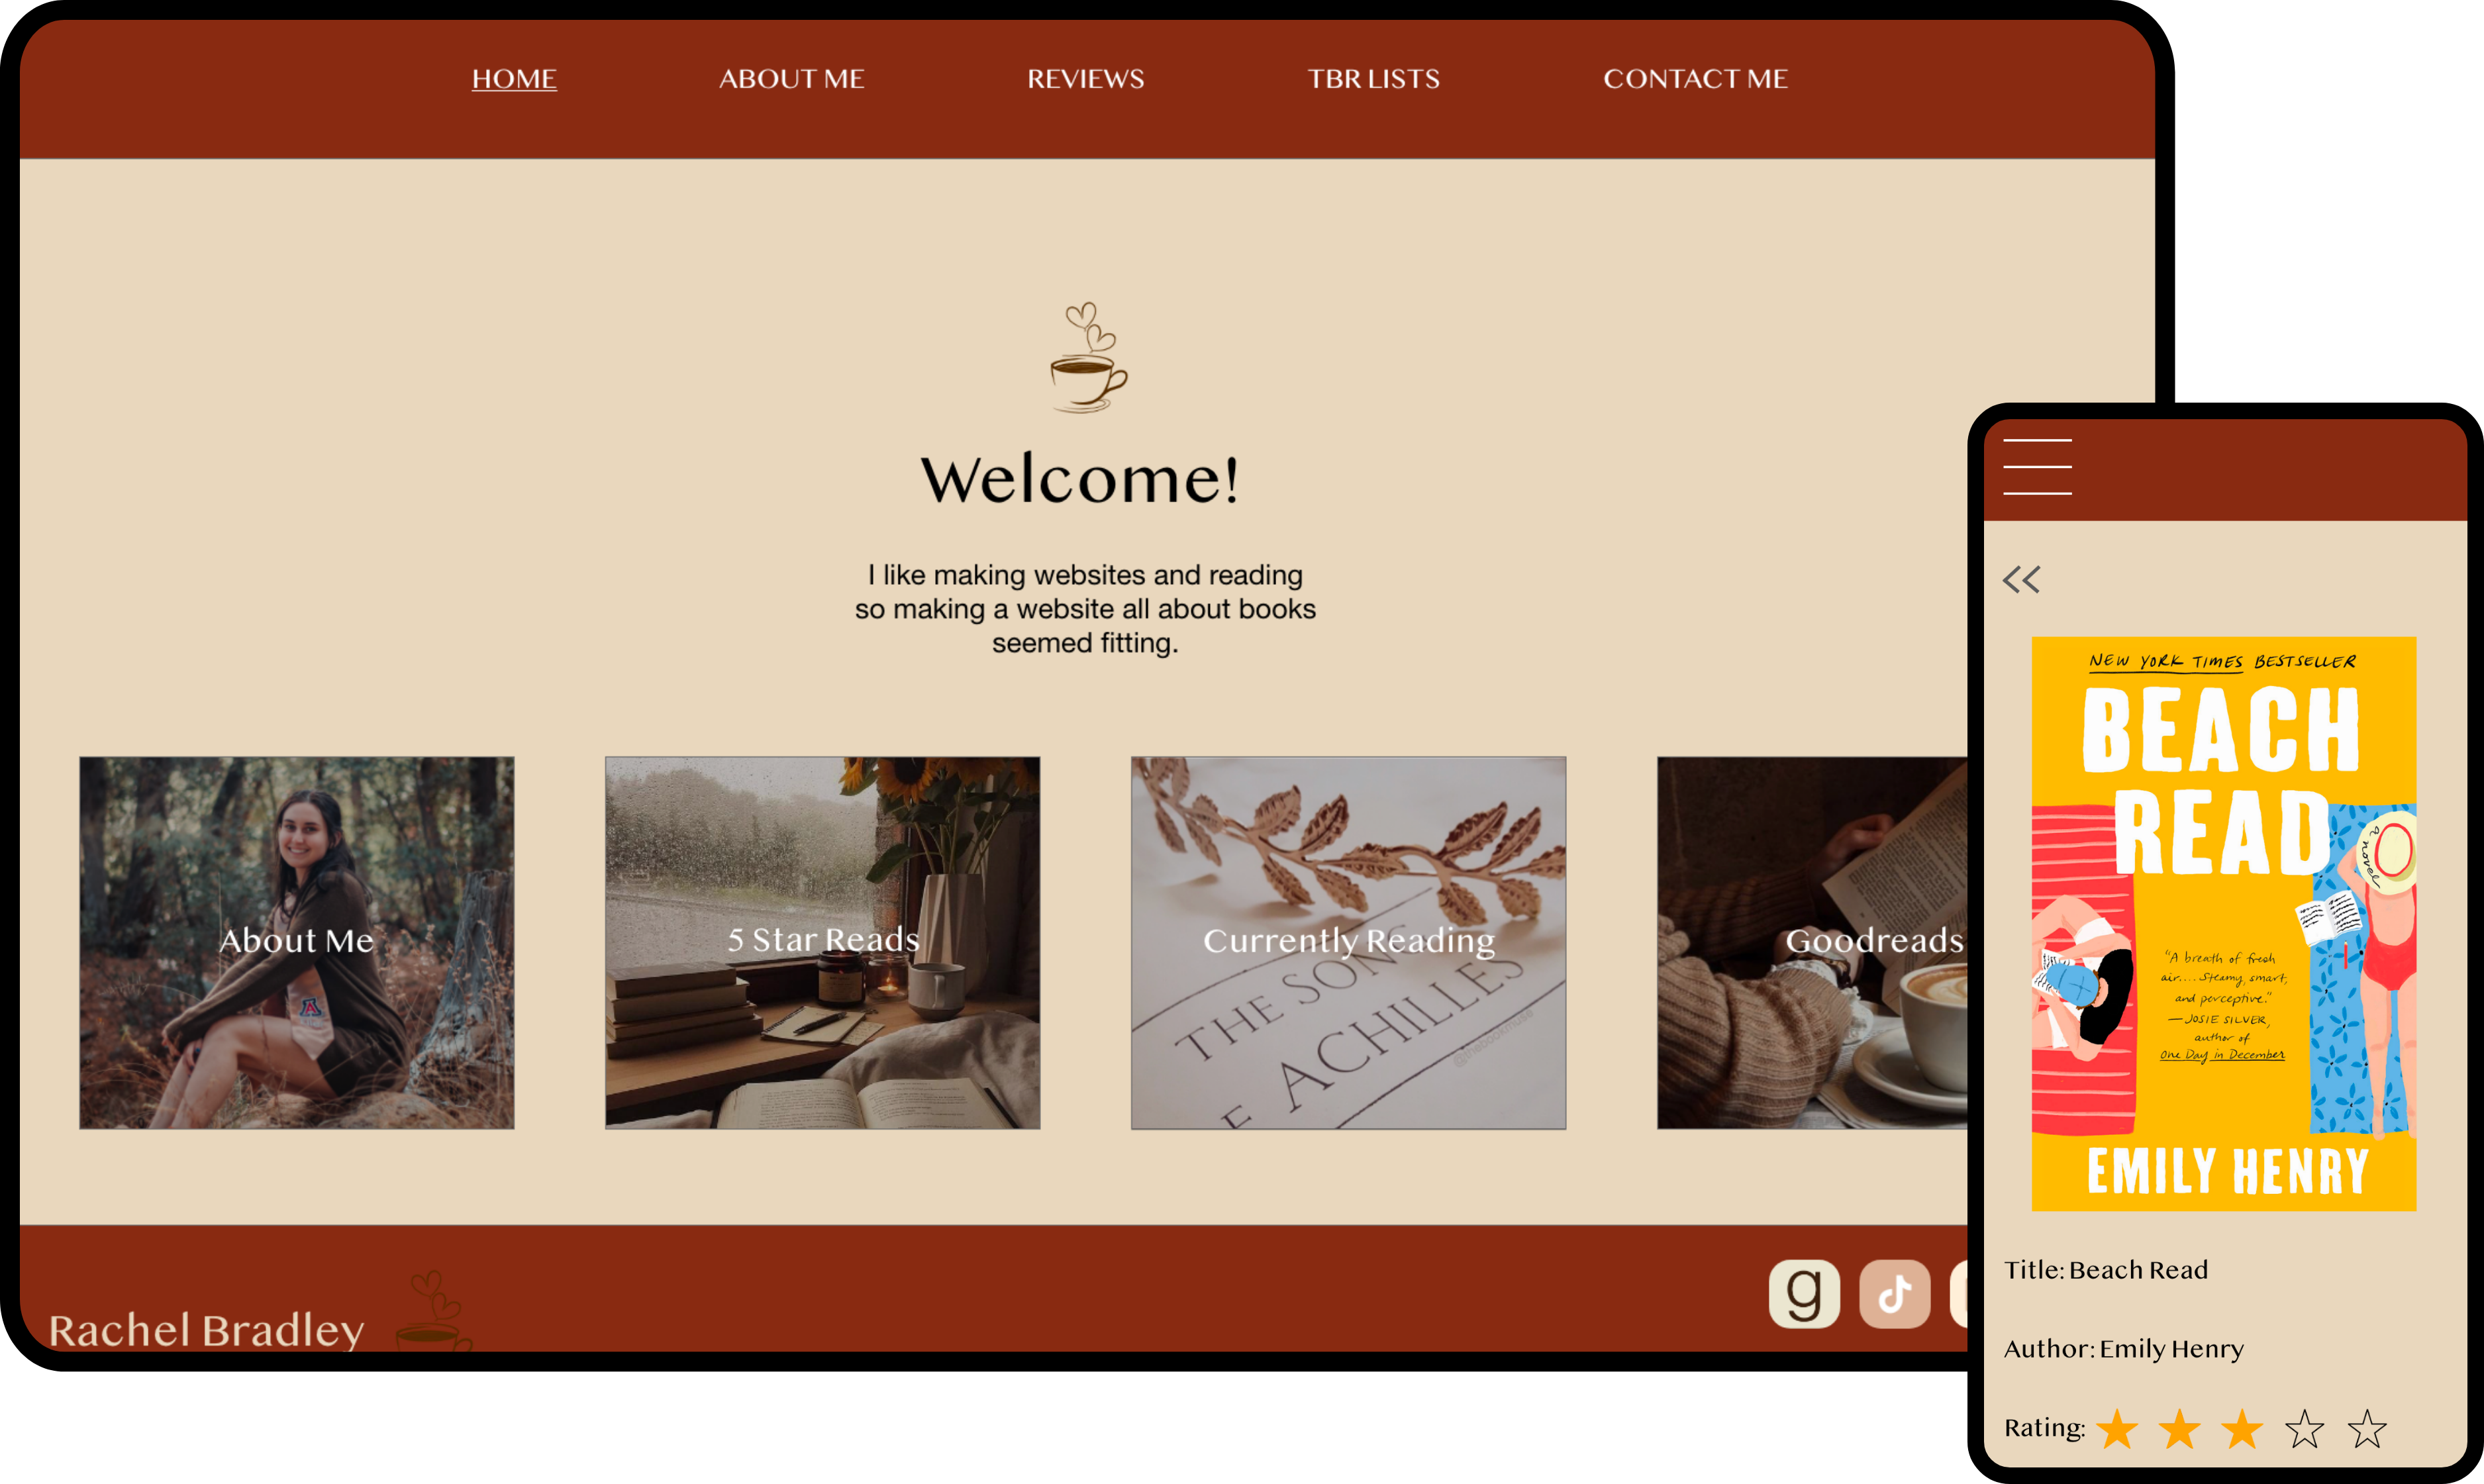 HOME ABOUT ME REVIEWS TBR LISTS CONTACT ME
Welcome!
I like making websites and reading
so making a website all about books
seemed fitting.
About Me
5 Star Reads
Currently Reading
THE SONG
ACHILLES
@thebookmuse
Goodreads
Rachel Bradley
g
NEW YORK TIMES BESTSELLER
BEACH
READ
a novel
"A breath of fresh
air.... Steamy, smart,
and perceptive."
— JOSIE SILVER,
author of
One Day in December
EMILY HENRY
Title: Beach Read
Author: Emily Henry
Rating: